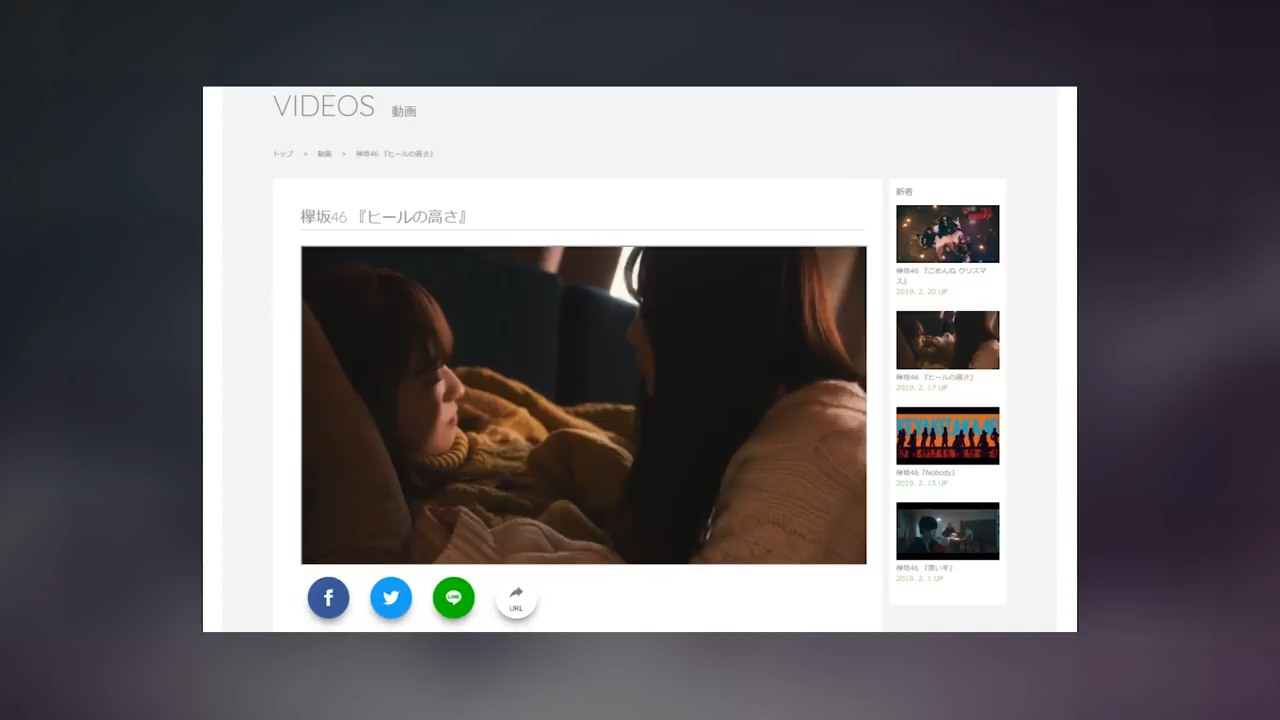 VIDEOS 動画
トップ > 動画 > 欅坂46 『ヒールの高さ』
欅坂46 『ヒールの高さ』
新着
欅坂46 『ごめんね クリスマ
ス』
2019. 2. 20 UP
欅坂46 『ヒールの高さ』
2019. 2. 17 UP
欅坂46『Nobody』
2019. 2. 15 UP
欅坂46 『黒い羊』
2019. 2. 1 UP
f
LINE
URL